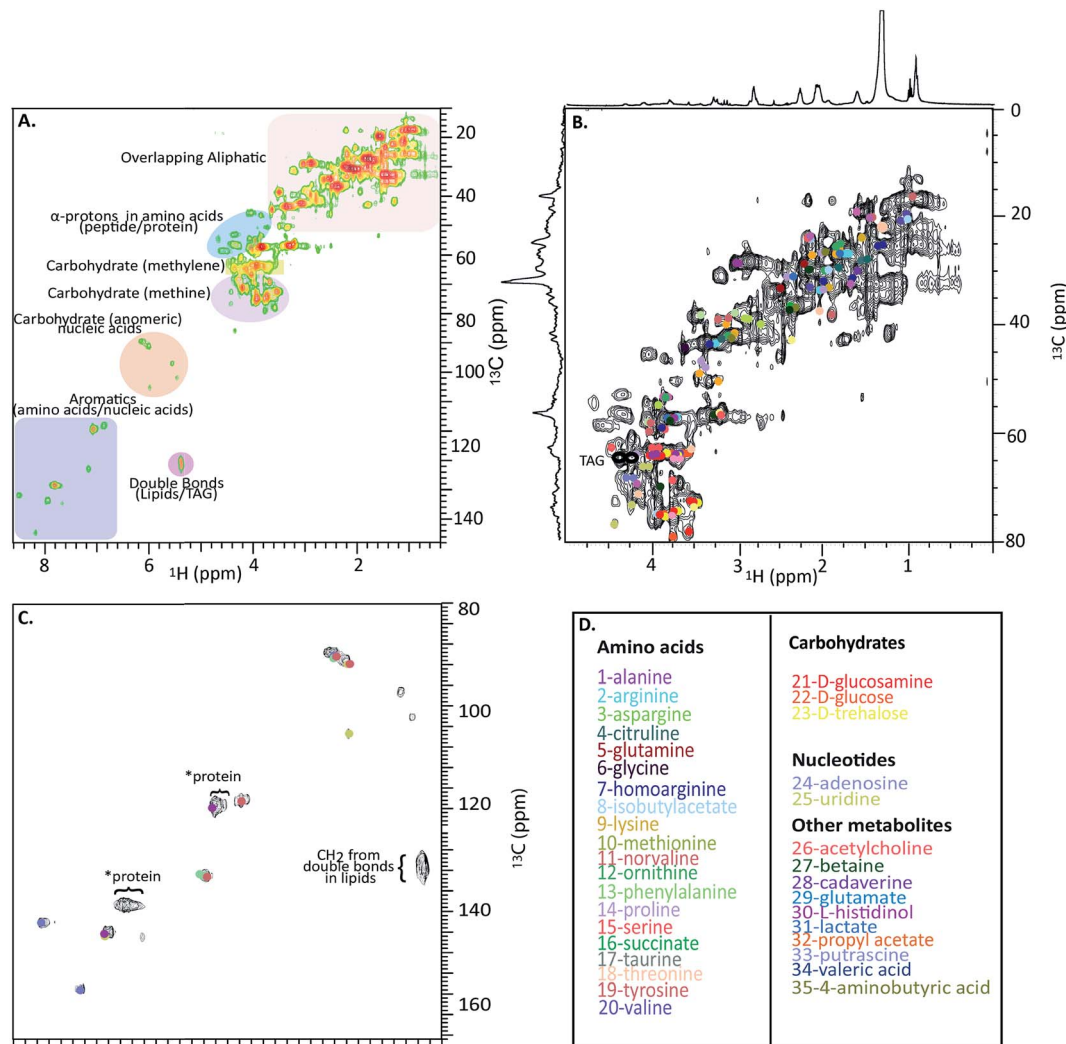 A.
Overlapping Aliphatic
α-protons in amino acids
(peptide/protein)
Carbohydrate (methylene)
Carbohydrate (methine)
Carbohydrate (anomeric)
nucleic acids
Aromatics
(amino acids/nucleic acids)
Double Bonds
(Lipids/TAG)
20
40
60
80
100
120
140
13C (ppm)
8
6
4
2
1H (ppm)
B.
TAG
0
20
40
60
80
13C (ppm)
4
3
2
1
1H (ppm)
C.
*protein
*protein
CH2 from
double bonds
in lipids
80
100
120
140
160
13C (ppm)
D.
Amino acids
1-alanine
2-arginine
3-aspargine
4-citruline
5-glutamine
6-glycine
7-homoarginine
8-isobutylacetate
9-lysine
10-methionine
11-norvaline
12-ornithine
13-phenylalanine
14-proline
15-serine
16-succinate
17-taurine
18-threonine
19-tyrosine
20-valine
Carbohydrates
21-D-glucosamine
22-D-glucose
23-D-trehalose
Nucleotides
24-adenosine
25-uridine
Other metabolites
26-acetylcholine
27-betaine
28-cadaverine
29-glutamate
30-L-histidinol
31-lactate
32-propyl acetate
33-putrascine
34-valeric acid
35-4-aminobutyric acid